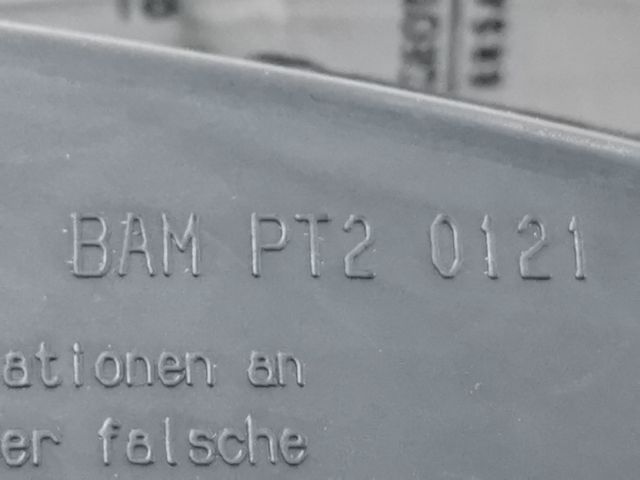 BAM PT2 0121
ationen an
er falsche